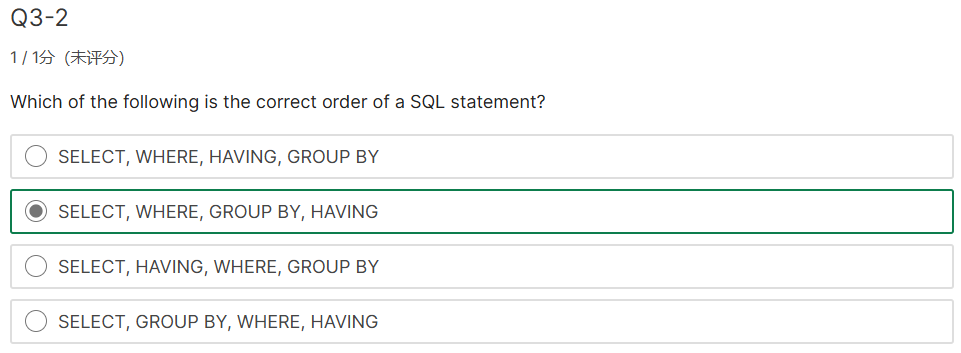 Q3-2
1 / 1分 (未评分)
Which of the following is the correct order of a SQL statement?
SELECT, WHERE, HAVING, GROUP BY
SELECT, WHERE, GROUP BY, HAVING
SELECT, HAVING, WHERE, GROUP BY
SELECT, GROUP BY, WHERE, HAVING